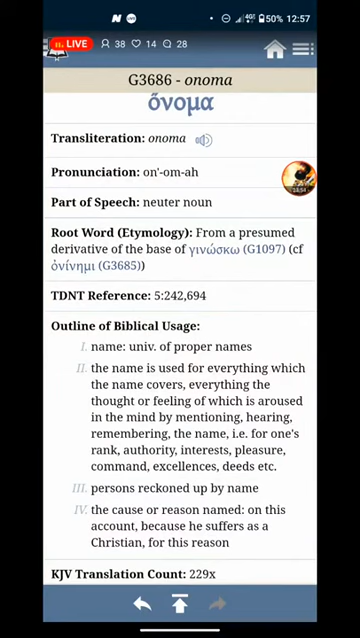 50% 12:57
LIVE 38 14 28
G3686 - onoma
ὄνομα
Transliteration: onoma
Pronunciation: on'-om-ah
Part of Speech: neuter noun
Root Word (Etymology): From a presumed
derivative of the base of γινώσκω (G1097) (cf
ὀνίνημι (G3685))
TDNT Reference: 5:242,694
Outline of Biblical Usage:
I. name: univ. of proper names
II. the name is used for everything which
the name covers, everything the
thought or feeling of which is aroused
in the mind by mentioning, hearing,
remembering, the name, i.e. for one's
rank, authority, interests, pleasure,
command, excellences, deeds etc.
III. persons reckoned up by name
IV. the cause or reason named: on this
account, because he suffers as a
Christian, for this reason
KJV Translation Count: 229x